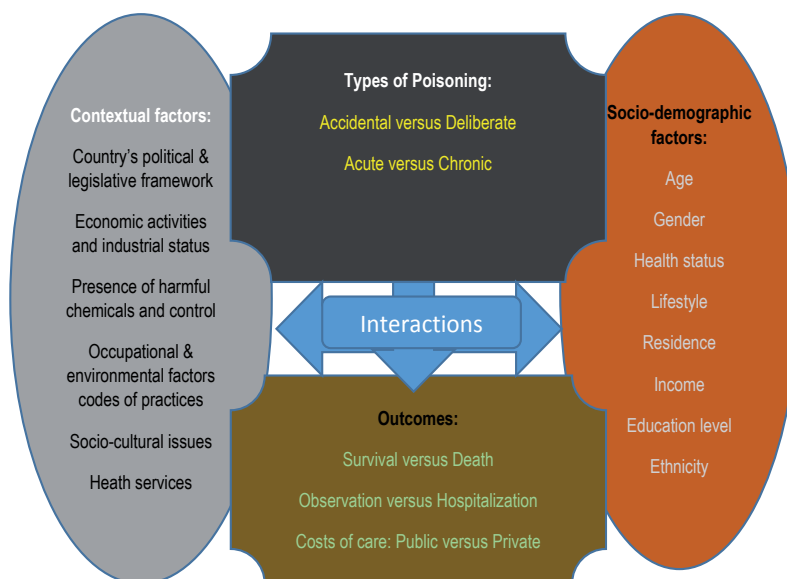 Contextual factors:
Country's political &
legislative framework
Economic activities
and industrial status
Presence of harmful
chemicals and control
Occupational &
environmental factors
codes of practices
Socio-cultural issues
Heath services
Types of Poisoning:
Accidental versus Deliberate
Acute versus Chronic
Interactions
Outcomes:
Survival versus Death
Observation versus Hospitalization
Costs of care: Public versus Private
Socio-demographic
factors:
Age
Gender
Health status
Lifestyle
Residence
Income
Education level
Ethnicity